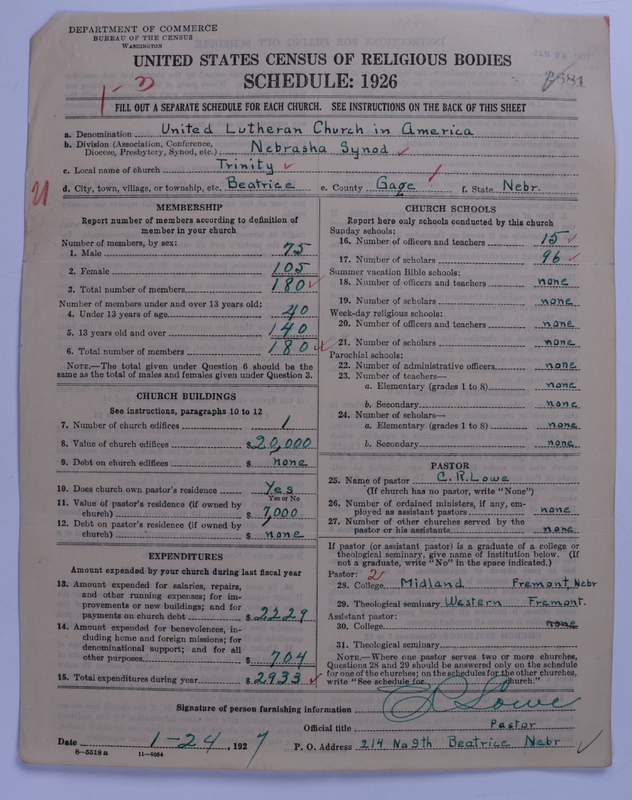 DEPARTMENT OF COMMERCE
BUREAU OF THE CENSUS
WASHINGTON
UNITED STATES CENSUS OF RELIGIOUS BODIES
SCHEDULE: 1926
FILL OUT A SEPARATE SCHEDULE FOR EACH CHURCH. SEE INSTRUCTIONS ON THE BACK OF THIS SHEET
a. Denomination United Lutheran Church in America
b. Division (Association, Conference, Diocese, Presbytery, Synod, etc.) Nebraska Synod
c. Local name of church Trinity
d. City, town, village, or township, etc. Beatrice e. County Gage f. State Nebr.
MEMBERSHIP
Report number of members according to definition of
member in your church
Number of members, by sex:
1. Male 75
2. Female 105
3. Total number of members 180
Number of members under and over 13 years old:
4. Under 13 years of age 40
5. 13 years old and over 140
6. Total number of members 180
NOTE.—The total given under Question 6 should be
same as the total of males and females given under Question 3.
CHURCH BUILDINGS
See instructions, paragraphs 10 to 12
7. Number of church edifices 1
8. Value of church edifices $20,000
9. Debt on church edifices $ none
10. Does church own pastor's residence Yes
Yes or No
11. Value of pastor's residence (if owned by
church) $ 7,000
12. Debt on pastor's residence (if owned by
church) $ none
EXPENDITURES
Amount expended by your church during last fiscal year
13. Amount expended for salaries, repairs,
and other running expenses; for im-
provements or new buildings; and for
payments on church debt $ 2229
14. Amount expended for benevolences, in-
cluding home and foreign missions; for
denominational support; and for all
other purposes $ 704
15. Total expenditures during year $ 2933
CHURCH SCHOOLS
Report here only schools conducted by this church
Sunday schools:
16. Number of officers and teachers 15
17. Number of scholars 96
Summer vacation Bible schools:
18. Number of officers and teachers none
19. Number of scholars none
Week-day religious schools:
20. Number of officers and teachers none
21. Number of scholars none
Parochial schools:
22. Number of administrative officers none
23. Number of teachers—
a. Elementary (grades 1 to 8) none
b. Secondary none
24. Number of scholars—
a. Elementary (grades 1 to 8) none
b. Secondary none
PASTOR
25. Name of pastor C. R. Lowe
(If church has no pastor, write "None")
26. Number of ordained ministers, if any, em-
ployed as assistant pastors none
27. Number of other churches served by the
pastor or his assistants none
If pastor (or assistant pastor) is a graduate of a college or
theological seminary, give name of institution below. (If
not a graduate, write "No" in the space indicated.)
Pastor: 2
28. College Midland Fremont, Nebr
29. Theological seminary Western Fremont.
Assistant pastor:
30. College none
31. Theological seminary
NOTE.—Where one pastor serves two or more churches,
Questions 28 and 29 should be answered only on the schedule
for one of the churches; on the schedules for the other churches,
write "See schedule for church."
Signature of person furnishing information C R Lowe
Official title Pastor
Date 1-24, 1927 P. O. Address 214 No 9th Beatrice Nebr
8—5518 a 11—9084